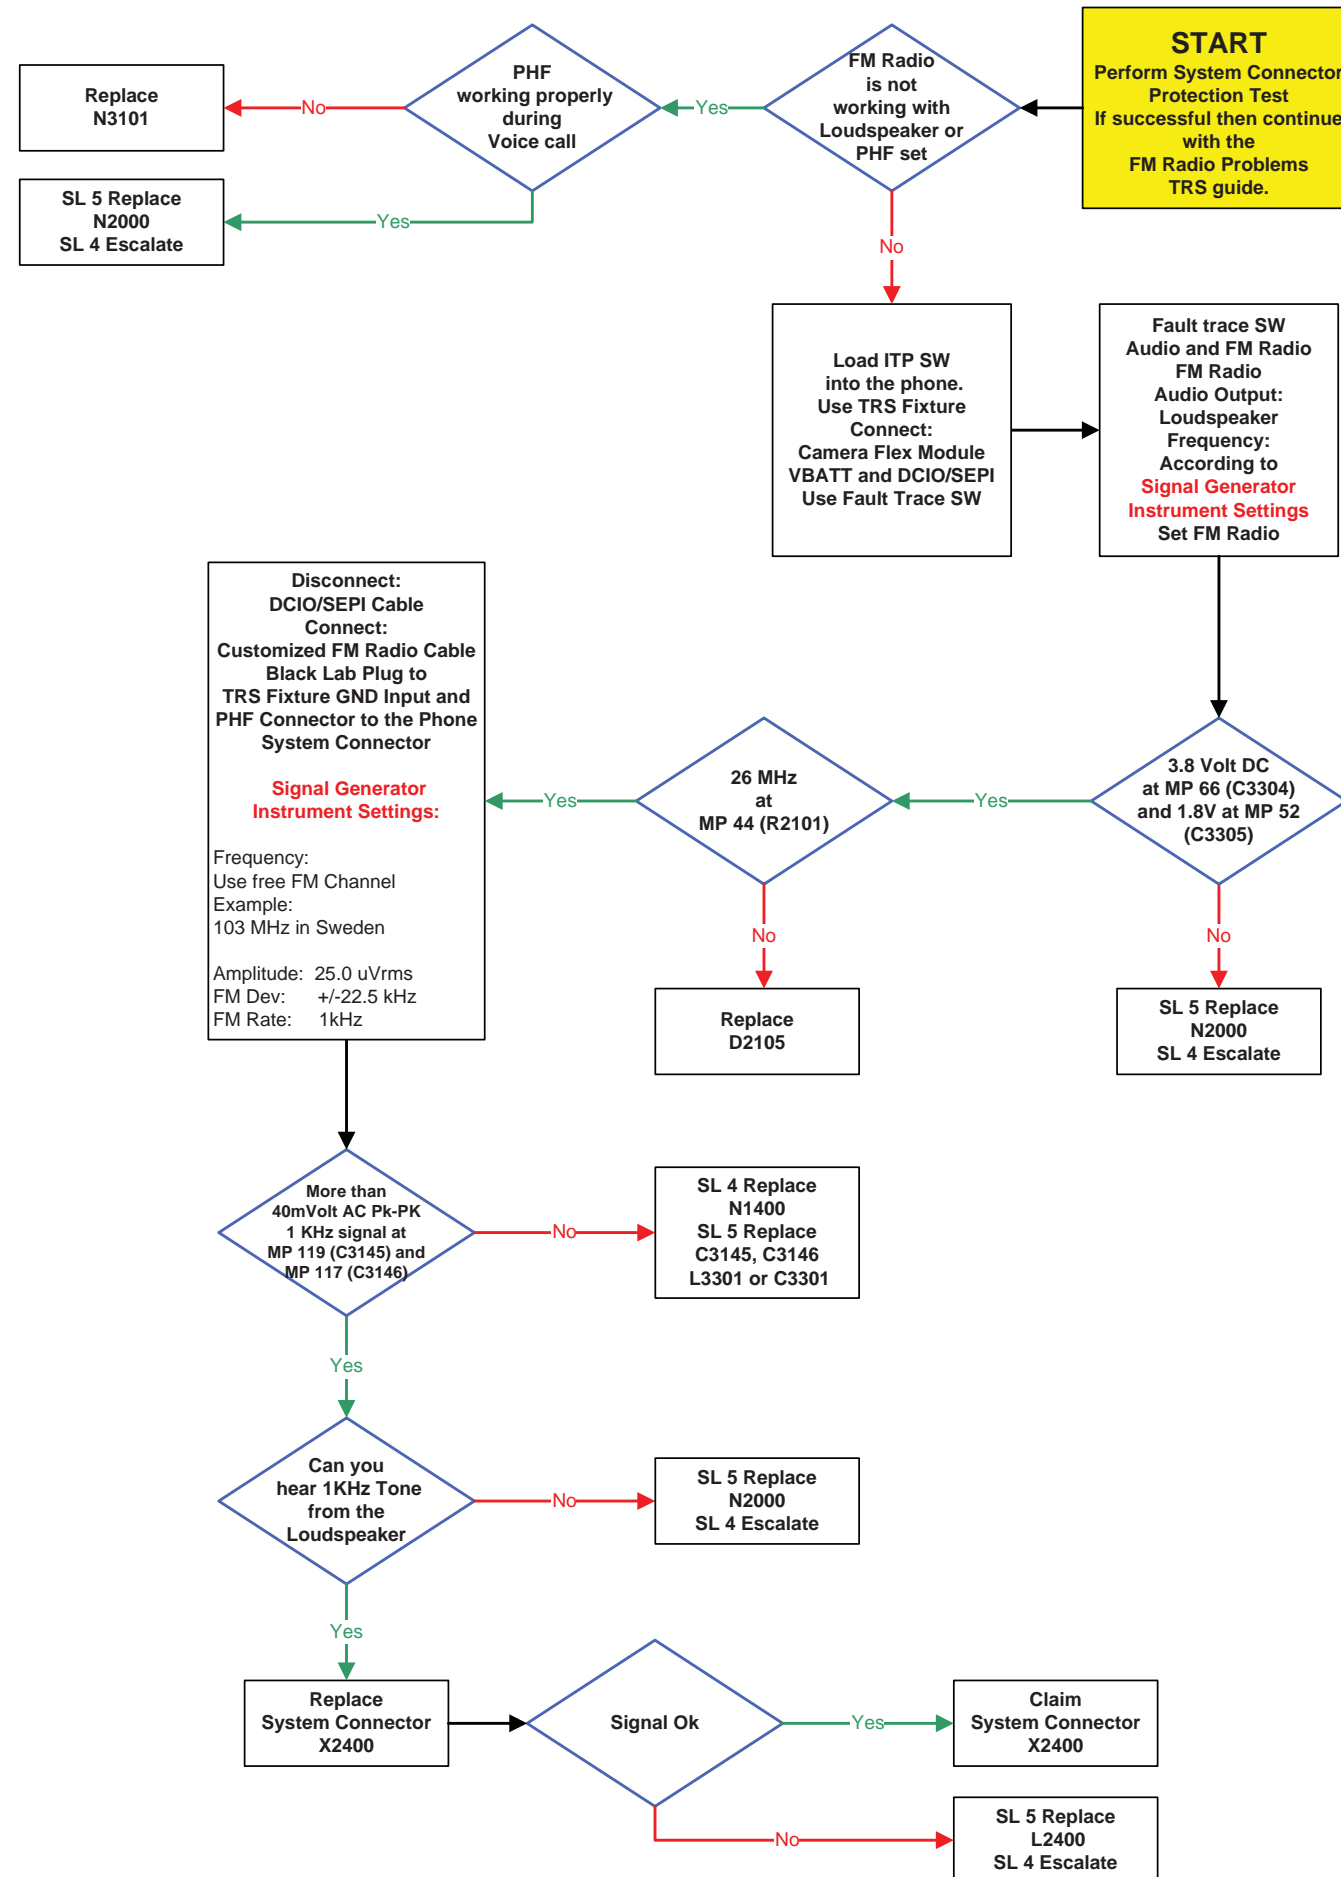 START
Perform System Connector
Protection Test
If successful then continue
with the
FM Radio Problems
TRS guide.
FM Radio
is not
working with
Loudspeaker or
PHF set
Yes
PHF
working properly
during
Voice call
No
Replace
N3101
Yes
SL 5 Replace
N2000
SL 4 Escalate
No
Load ITP SW
into the phone.
Use TRS Fixture
Connect:
Camera Flex Module
VBATT and DCIO/SEPI
Use Fault Trace SW
Fault trace SW
Audio and FM Radio
FM Radio
Audio Output:
Loudspeaker
Frequency:
According to
Signal Generator
Instrument Settings
Set FM Radio
3.8 Volt DC
at MP 66 (C3304)
and 1.8V at MP 52
(C3305)
No
SL 5 Replace
N2000
SL 4 Escalate
Yes
26 MHz
at
MP 44 (R2101)
No
Replace
D2105
Yes
Disconnect:
DCIO/SEPI Cable
Connect:
Customized FM Radio Cable
Black Lab Plug to
TRS Fixture GND Input and
PHF Connector to the Phone
System Connector
Signal Generator
Instrument Settings:
Frequency:
Use free FM Channel
Example:
103 MHz in Sweden
Amplitude: 25.0 uVrms
FM Dev: +/-22.5 kHz
FM Rate: 1kHz
More than
40mVolt AC Pk-PK
1 KHz signal at
MP 119 (C3145) and
MP 117 (C3146)
No
SL 4 Replace
N1400
SL 5 Replace
C3145, C3146
L3301 or C3301
Yes
Can you
hear 1KHz Tone
from the
Loudspeaker
No
SL 5 Replace
N2000
SL 4 Escalate
Yes
Replace
System Connector
X2400
Signal Ok
Yes
Claim
System Connector
X2400
No
SL 5 Replace
L2400
SL 4 Escalate